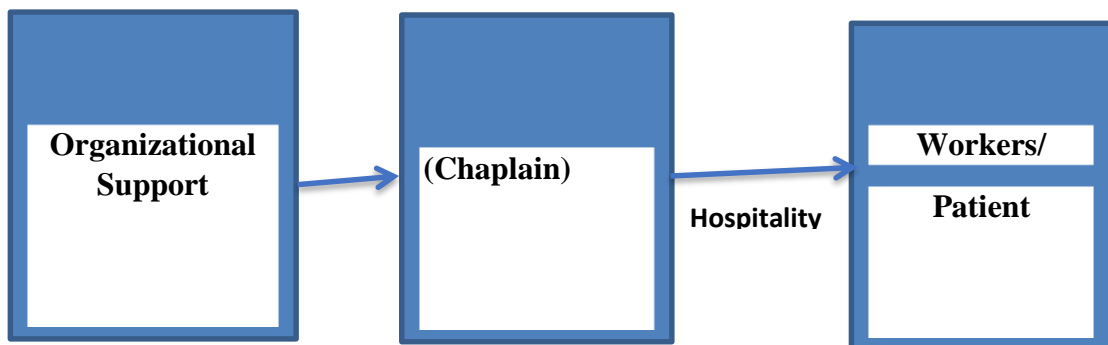 Organizational
Support
(Chaplain)
Hospitality
Workers/
Patient